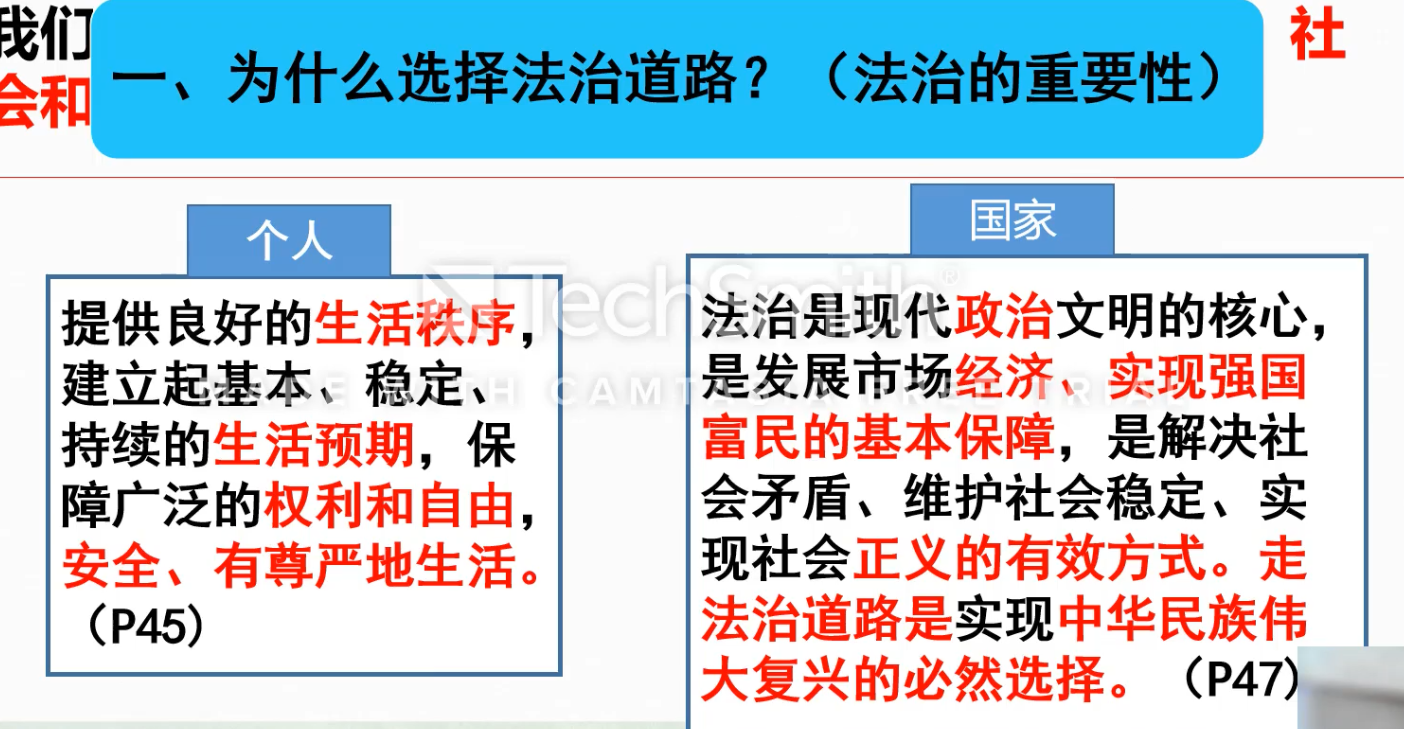 我们
社
会和
一、为什么选择法治道路？（法治的重要性）
个人
提供良好的生活秩序，
建立起基本、稳定、
持续的生活预期，保
障广泛的权利和自由，
安全、有尊严地生活。
（P45）
国家
法治是现代政治文明的核心，
是发展市场经济、实现强国
富民的基本保障，是解决社
会矛盾、维护社会稳定、实
现社会正义的有效方式。走
法治道路是实现中华民族伟
大复兴的必然选择。（P47）
TechSmith®
MADE WITH CAMTASIA FREE TRIAL